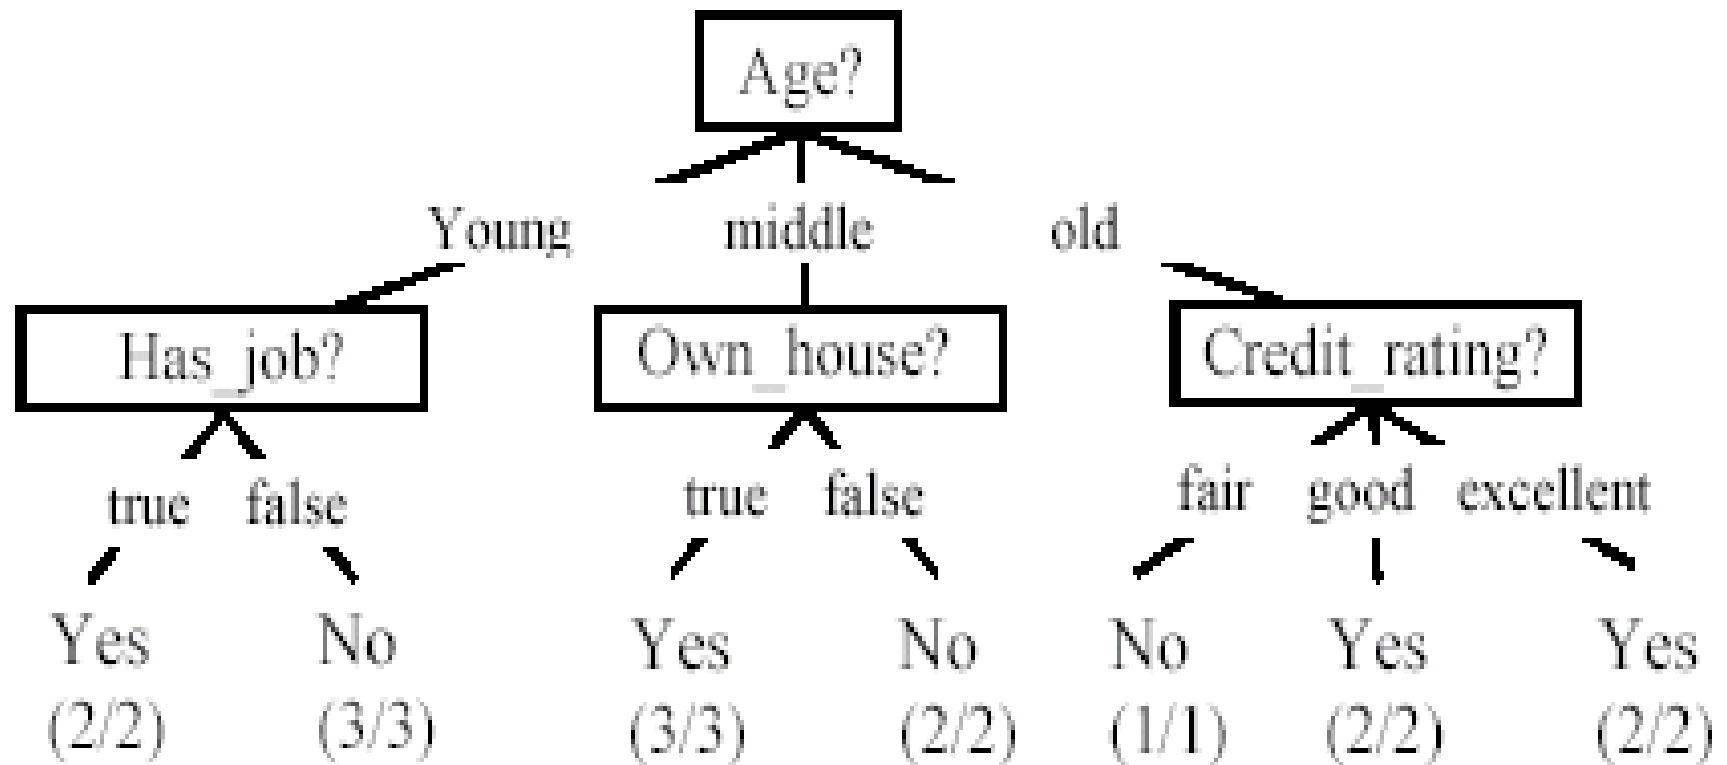 Age?
Young middle old
Has_job? Own_house? Credit_rating?
true false true false fair good excellent
Yes No Yes No No Yes Yes
(2/2) (3/3) (3/3) (2/2) (1/1) (2/2) (2/2)